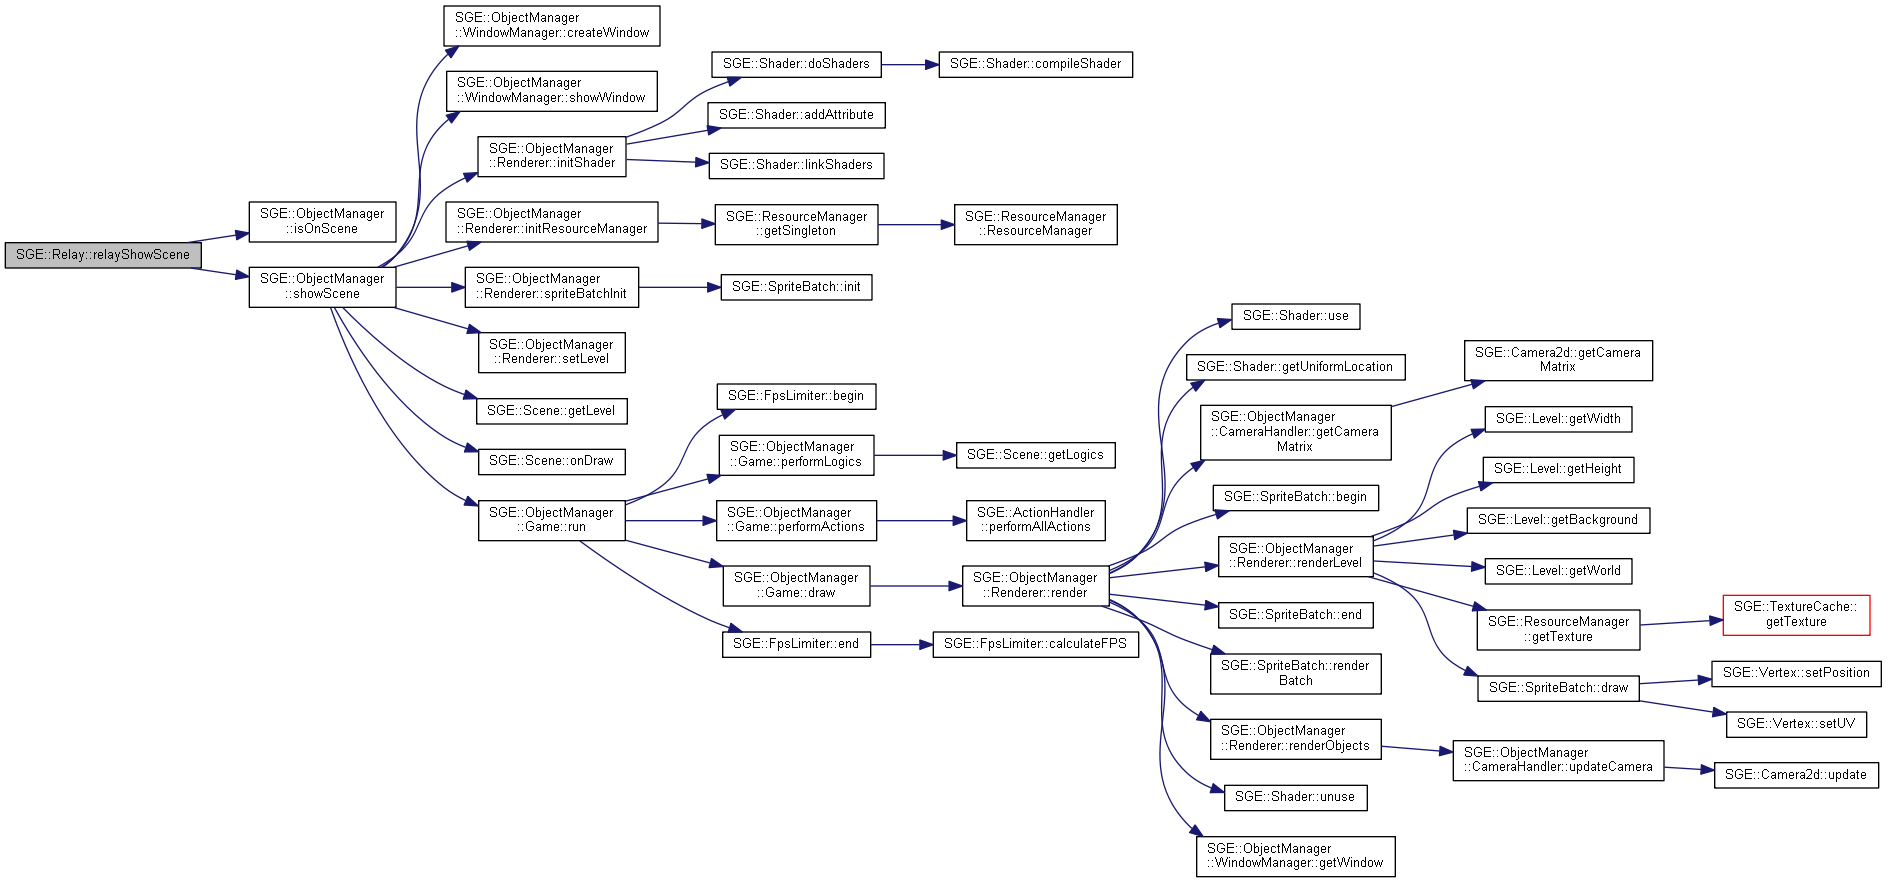 SGE::Relay::relayShowScene
SGE::ObjectManager
::isOnScene
SGE::ObjectManager
::showScene
SGE::ObjectManager
::WindowManager::createWindow
SGE::ObjectManager
::WindowManager::showWindow
SGE::ObjectManager
::Renderer::initShader
SGE::ObjectManager
::Renderer::initResourceManager
SGE::ObjectManager
::Renderer::spriteBatchInit
SGE::ObjectManager
::Renderer::setLevel
SGE::Scene::getLevel
SGE::Scene::onDraw
SGE::ObjectManager
::Game::run
SGE::Shader::doShaders
SGE::Shader::addAttribute
SGE::Shader::linkShaders
SGE::ResourceManager
::getSingleton
SGE::SpriteBatch::init
SGE::FpsLimiter::begin
SGE::ObjectManager
::Game::performLogics
SGE::ObjectManager
::Game::performActions
SGE::ObjectManager
::Game::draw
SGE::FpsLimiter::end
SGE::Shader::compileShader
SGE::ResourceManager
::ResourceManager
SGE::Scene::getLogics
SGE::ActionHandler
::performAllActions
SGE::ObjectManager
::Renderer::render
SGE::FpsLimiter::calculateFPS
SGE::Shader::use
SGE::Shader::getUniformLocation
SGE::ObjectManager
::CameraHandler::getCamera
Matrix
SGE::SpriteBatch::begin
SGE::ObjectManager
::Renderer::renderLevel
SGE::SpriteBatch::end
SGE::SpriteBatch::render
Batch
SGE::ObjectManager
::Renderer::renderObjects
SGE::Shader::unuse
SGE::ObjectManager
::WindowManager::getWindow
SGE::Camera2d::getCamera
Matrix
SGE::Level::getWidth
SGE::Level::getHeight
SGE::Level::getBackground
SGE::Level::getWorld
SGE::ResourceManager
::getTexture
SGE::SpriteBatch::draw
SGE::ObjectManager
::CameraHandler::updateCamera
SGE::TextureCache::
getTexture
SGE::Vertex::setPosition
SGE::Vertex::setUV
SGE::Camera2d::update